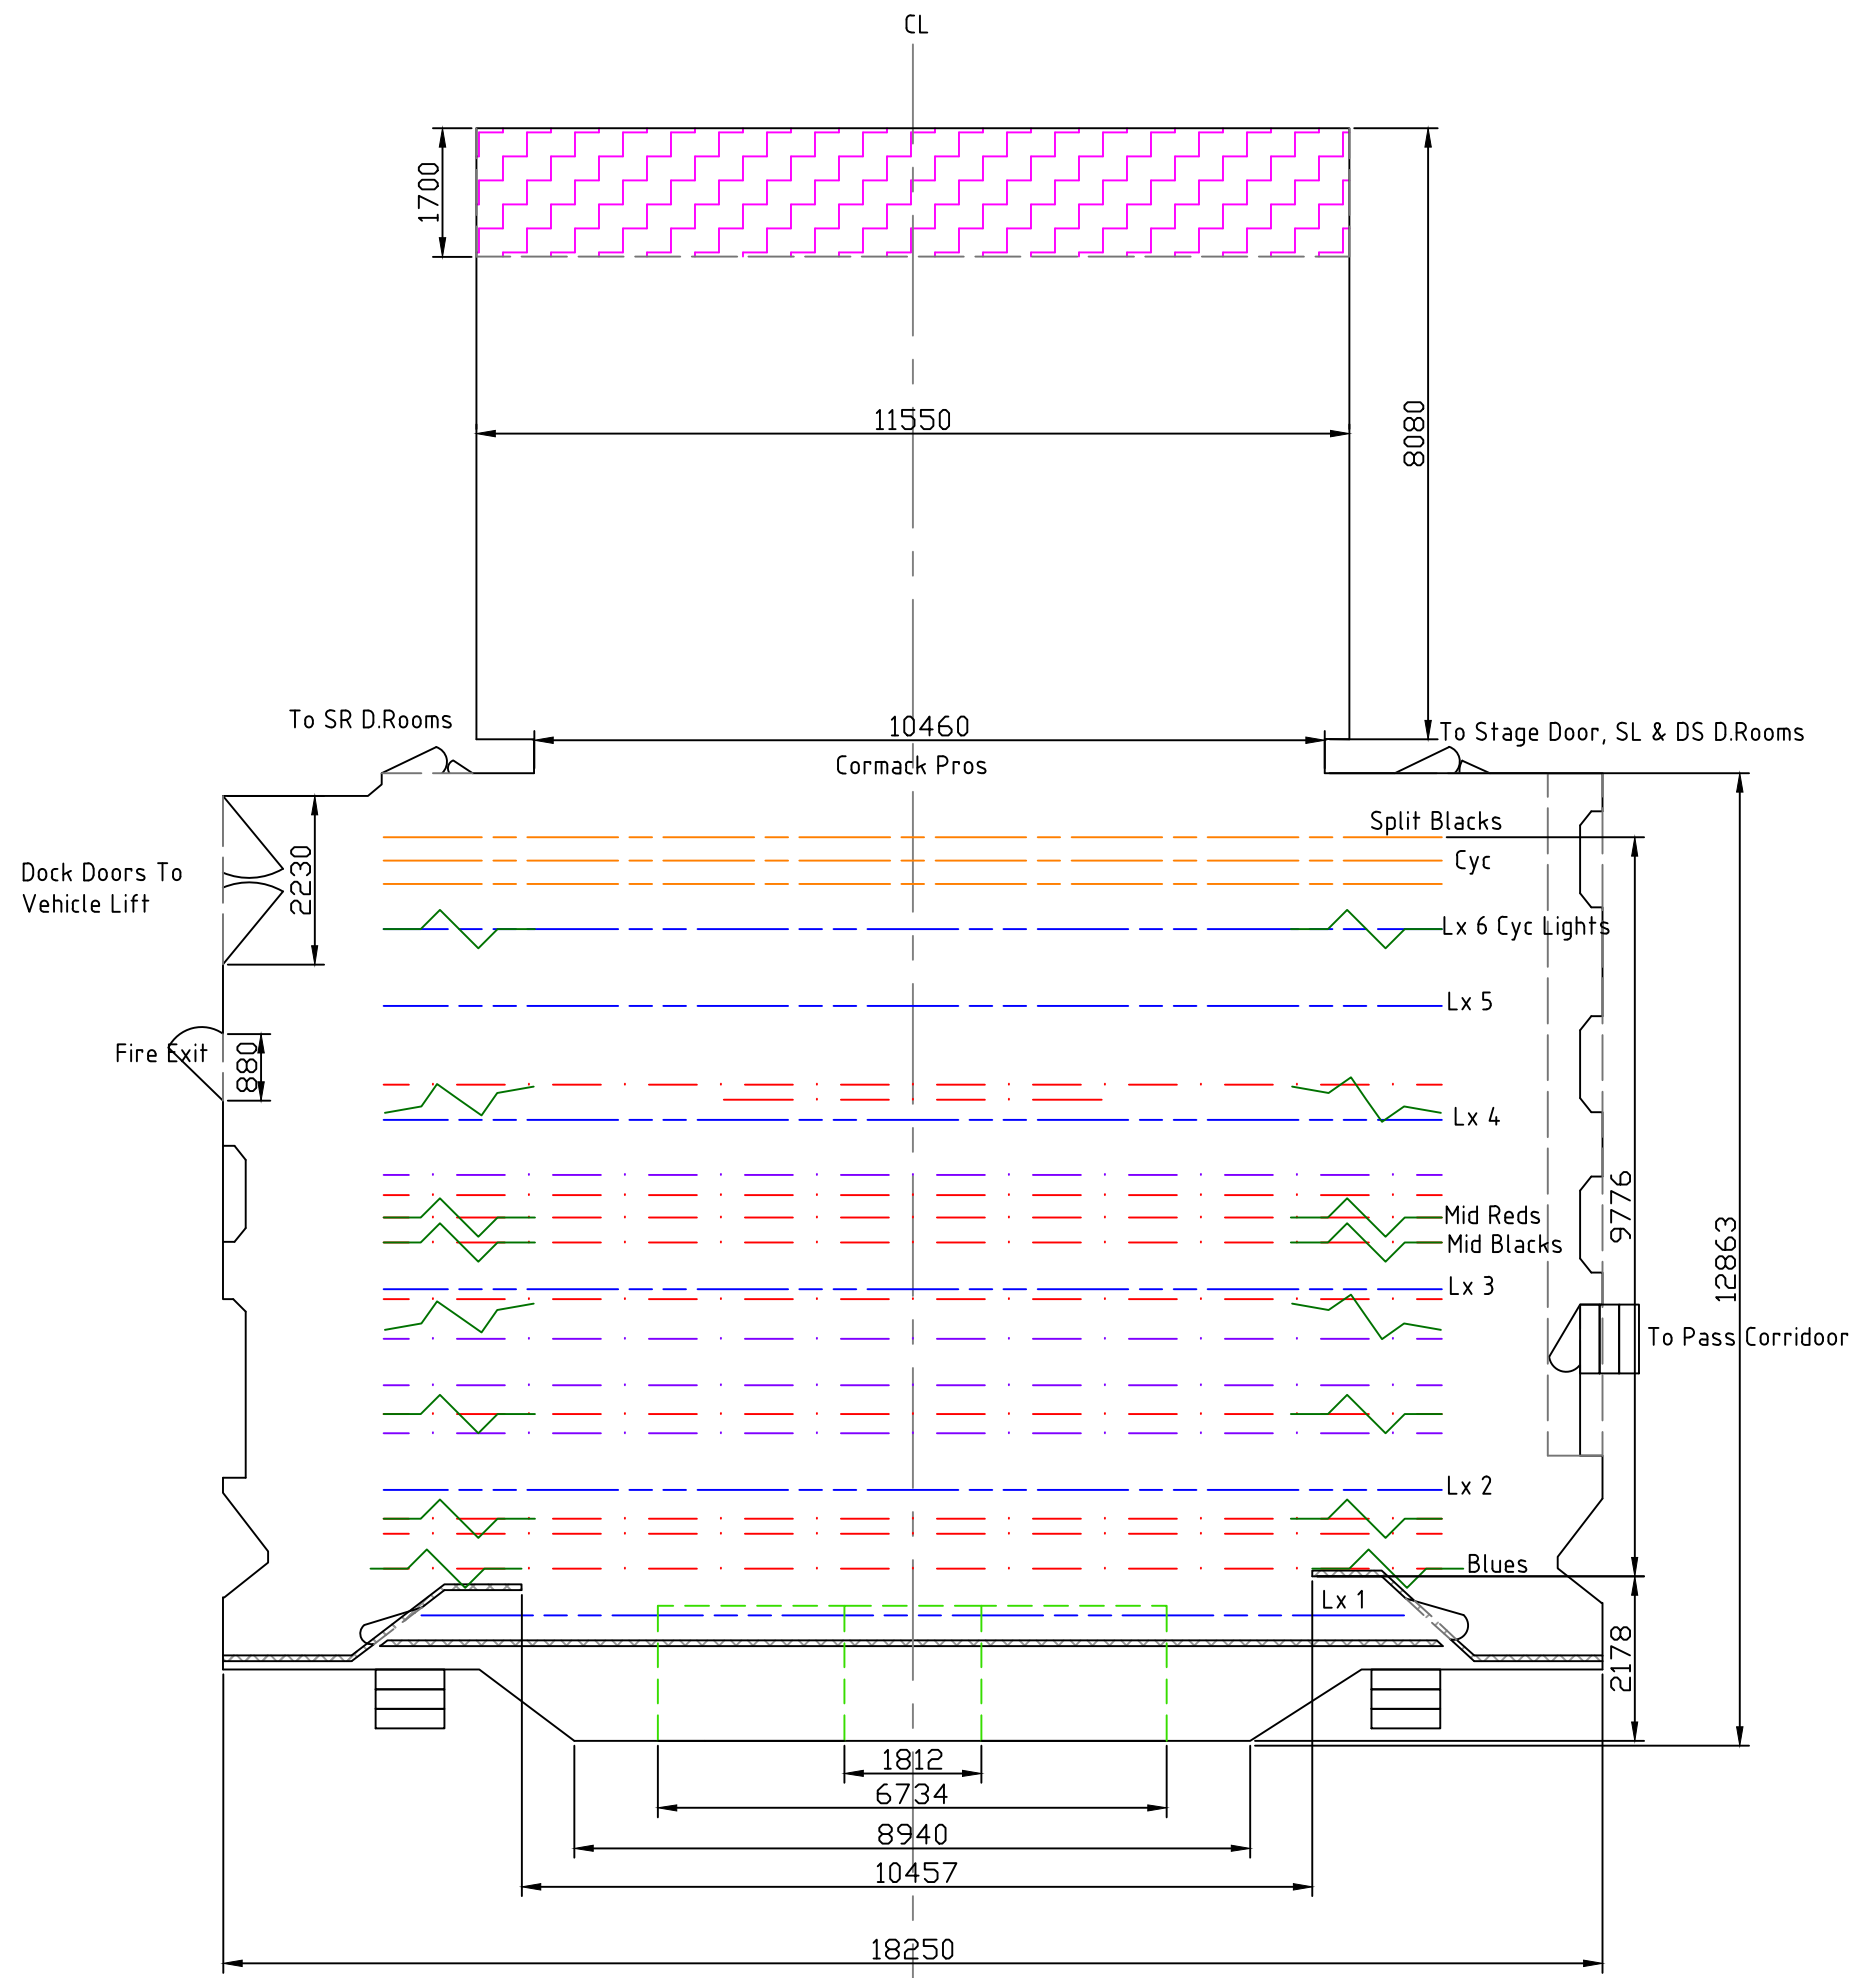 CL
1700
11550
8080
To SR D.Rooms
10460
To Stage Door, SL & DS D.Rooms
Cormack Pros
Split Blacks
Cyc
Dock Doors To
Vehicle Lift
2230
Lx 6 Cyc Lights
Lx 5
Fire Exit
880
Lx 4
9776
12863
Mid Reds
Mid Blacks
Lx 3
To Pass Corridoor
Lx 2
Blues
Lx 1
2178
1812
6734
8940
10457
18250